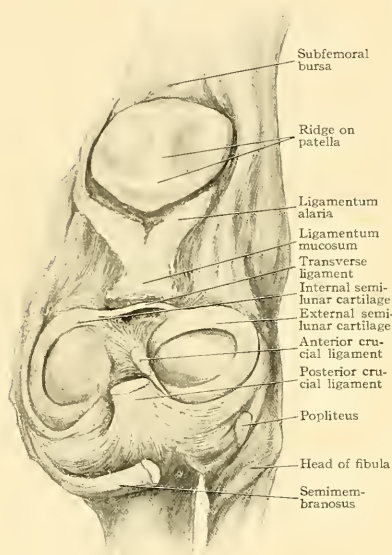 Subfemoral
bursa
Ridge on
patella
Ligamentum
alaria
Ligamentum
mucosum
Transverse
ligament
Internal semi-
lunar cartilage
External semi-
lunar cartilage
Anterior cru-
cial ligament
Posterior cru-
cial ligament
Popliteus
Head of fibula
Semimem-
branosus